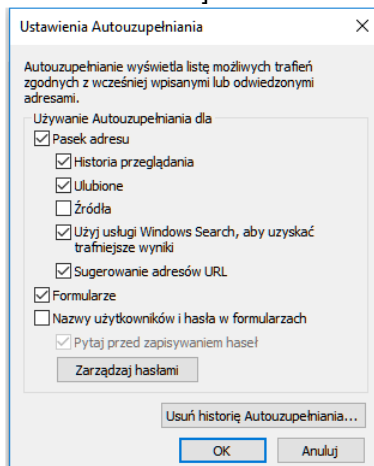 Ustawienia Autouzupełniania
Autouzupełnianie wyświetla listę możliwych trafień
zgodnych z wcześniej wpisanymi lub odwiedzonymi
adresami.
Używanie Autouzupełniania dla
Pasek adresu
Historia przeglądania
Ulubione
Źródła
Użyj usługi Windows Search, aby uzyskać
trafniejsze wyniki
Sugerowanie adresów URL
Formularze
Nazwy użytkowników i hasła w formularzach
Pytaj przed zapisywaniem haseł
Zarządzaj hasłami
Usuń historię Autouzupełniania...
OK Anuluj